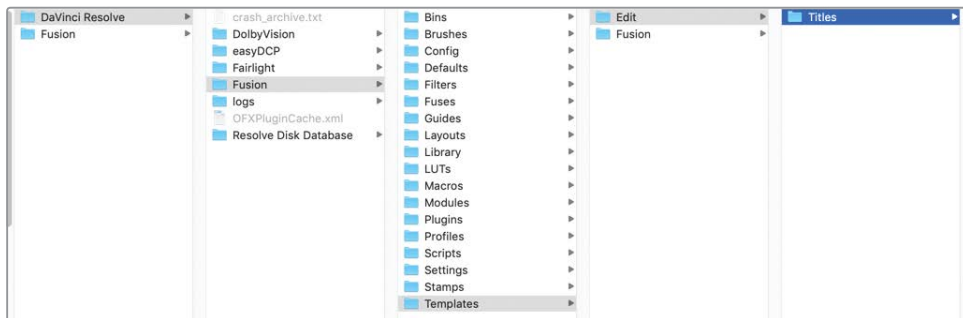 DaVinci Resolve
Fusion
crash_archive.txt
DolbyVision
easyDCP
Fairlight
Fusion
logs
OFXPluginCache.xml
Resolve Disk Database
Bins
Brushes
Config
Defaults
Filters
Fuses
Guides
Layouts
Library
LUTs
Macros
Modules
Plugins
Profiles
Scripts
Settings
Stamps
Templates
Edit
Fusion
Titles